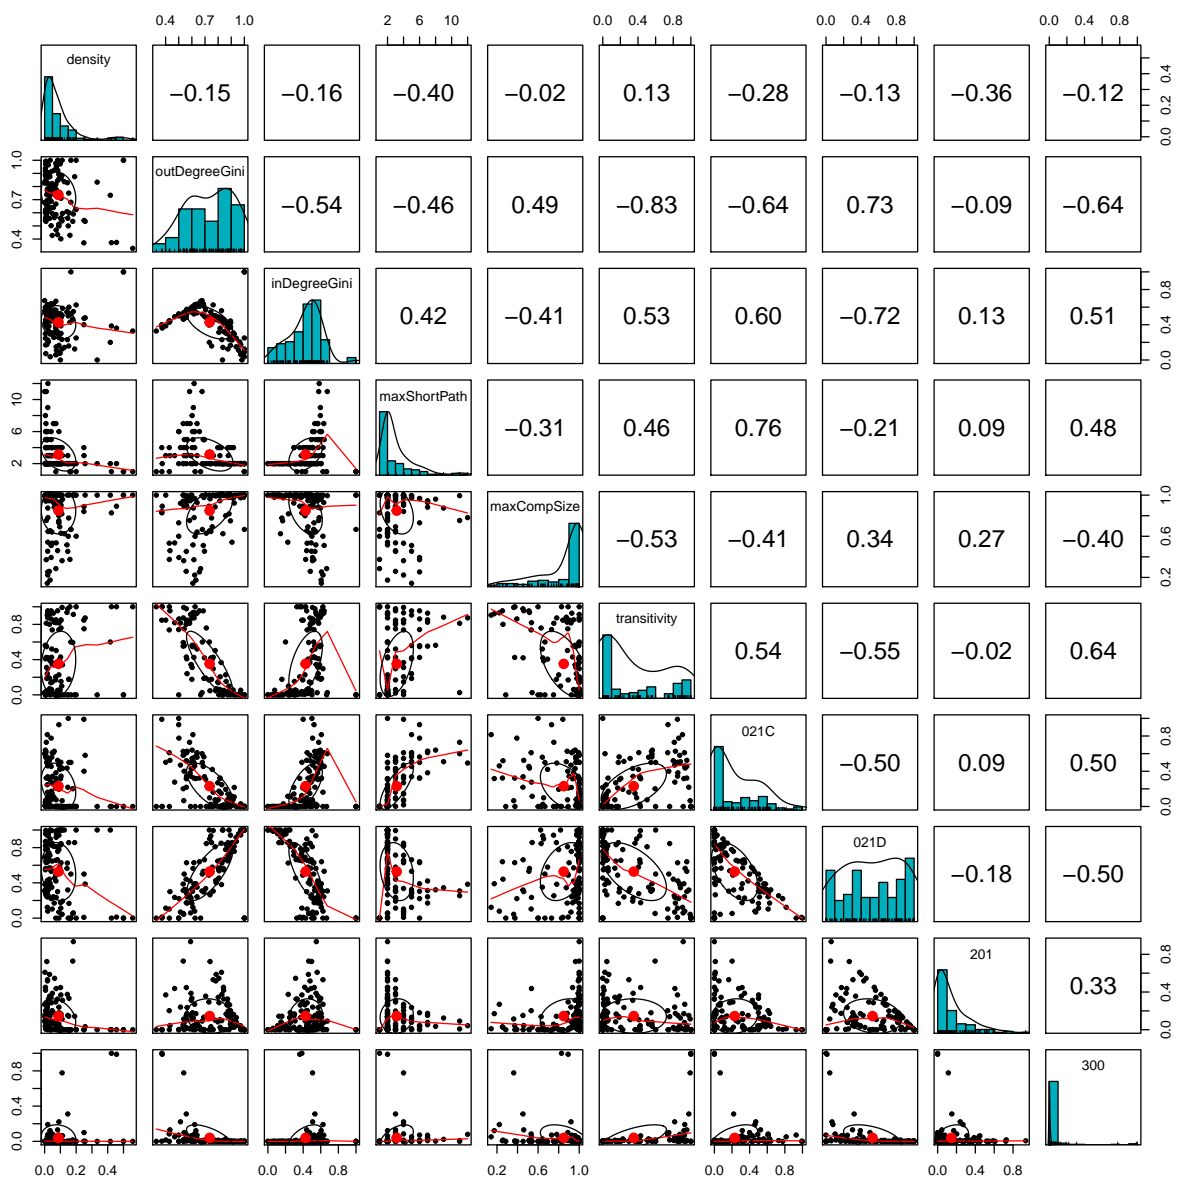 0.4 0.7 1.0 2 6 10 0.0 0.4 0.8 0.0 0.4 0.8 0.0 0.4 0.8
density −0.15 −0.16 −0.40 −0.02 0.13 −0.28 −0.13 −0.36 −0.12 0.0 0.2 0.4
0.4 0.7 1.0 outDegreeGini −0.54 −0.46 0.49 −0.83 −0.64 0.73 −0.09 −0.64
inDegreeGini 0.42 −0.41 0.53 0.60 −0.72 0.13 0.51 0.0 0.4 0.8
2 6 10 maxShortPath −0.31 0.46 0.76 −0.21 0.09 0.48
maxCompSize −0.53 −0.41 0.34 0.27 −0.40 0.2 0.6 1.0
0.0 0.4 0.8 transitivity 0.54 −0.55 −0.02 0.64
021C −0.50 0.09 0.50 0.0 0.4 0.8
0.0 0.4 0.8 021D −0.18 −0.50
201 0.33 0.0 0.4 0.8
0.0 0.4 0.8 300
0.0 0.2 0.4 0.0 0.4 0.8 0.2 0.6 1.0 0.0 0.4 0.8 0.0 0.4 0.8